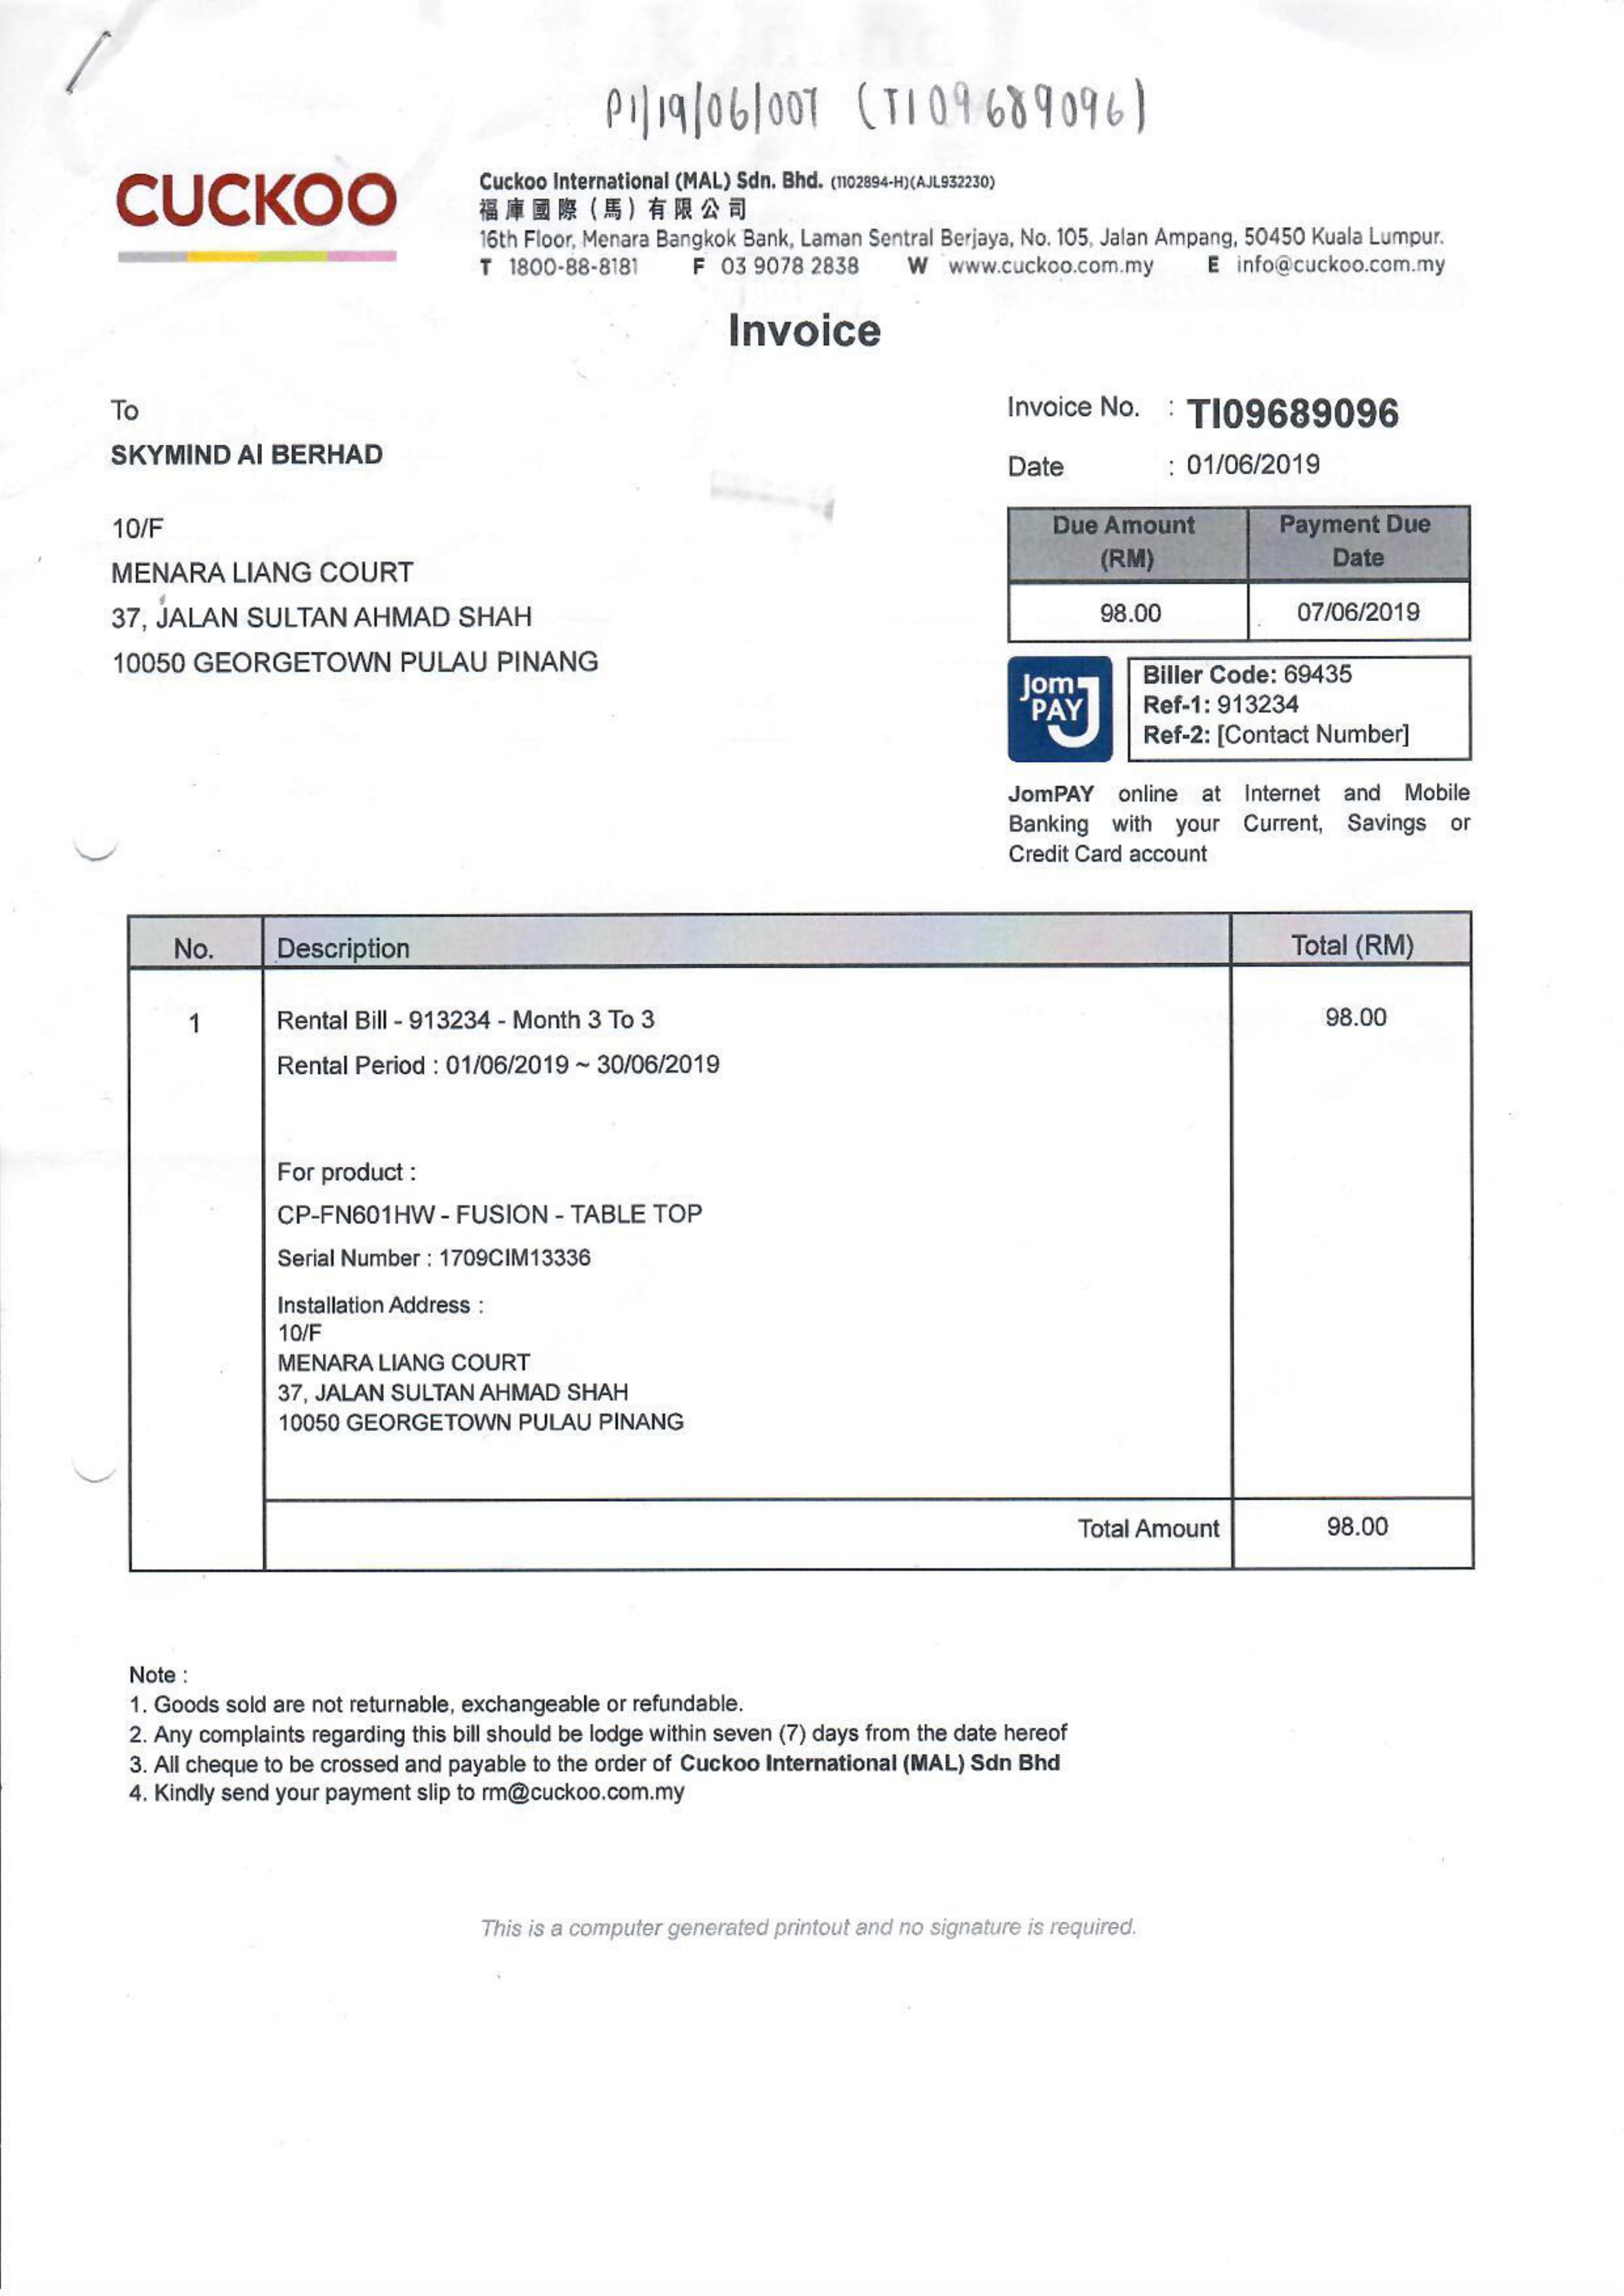 PI/19/06/007 (TI09689096)
CUCKOO
Cuckoo International (MAL) Sdn. Bhd. (1102894-H)(AJL932230)
福庫國際(馬)有限公司
16th Floor, Menara Bangkok Bank, Laman Sentral Berjaya, No. 105, Jalan Ampang, 50450 Kuala Lumpur.
T 1800-88-8181 F 03 9078 2838 W www.cuckoo.com.my E info@cuckoo.com.my
Invoice
To
SKYMIND AI BERHAD
10/F
MENARA LIANG COURT
37, JALAN SULTAN AHMAD SHAH
10050 GEORGETOWN PULAU PINANG
Invoice No. : TI09689096
Date : 01/06/2019
Due Amount (RM) Payment Due Date
98.00 07/06/2019
Jom PAY
Biller Code: 69435
Ref-1: 913234
Ref-2: [Contact Number]
JomPAY online at Internet and Mobile
Banking with your Current, Savings or
Credit Card account
No. Description Total (RM)
1 Rental Bill - 913234 - Month 3 To 3 98.00
Rental Period : 01/06/2019 ~ 30/06/2019
For product :
CP-FN601HW - FUSION - TABLE TOP
Serial Number : 1709CIM13336
Installation Address :
10/F
MENARA LIANG COURT
37, JALAN SULTAN AHMAD SHAH
10050 GEORGETOWN PULAU PINANG
Total Amount 98.00
Note :
1. Goods sold are not returnable, exchangeable or refundable.
2. Any complaints regarding this bill should be lodge within seven (7) days from the date hereof
3. All cheque to be crossed and payable to the order of Cuckoo International (MAL) Sdn Bhd
4. Kindly send your payment slip to rm@cuckoo.com.my
This is a computer generated printout and no signature is required.